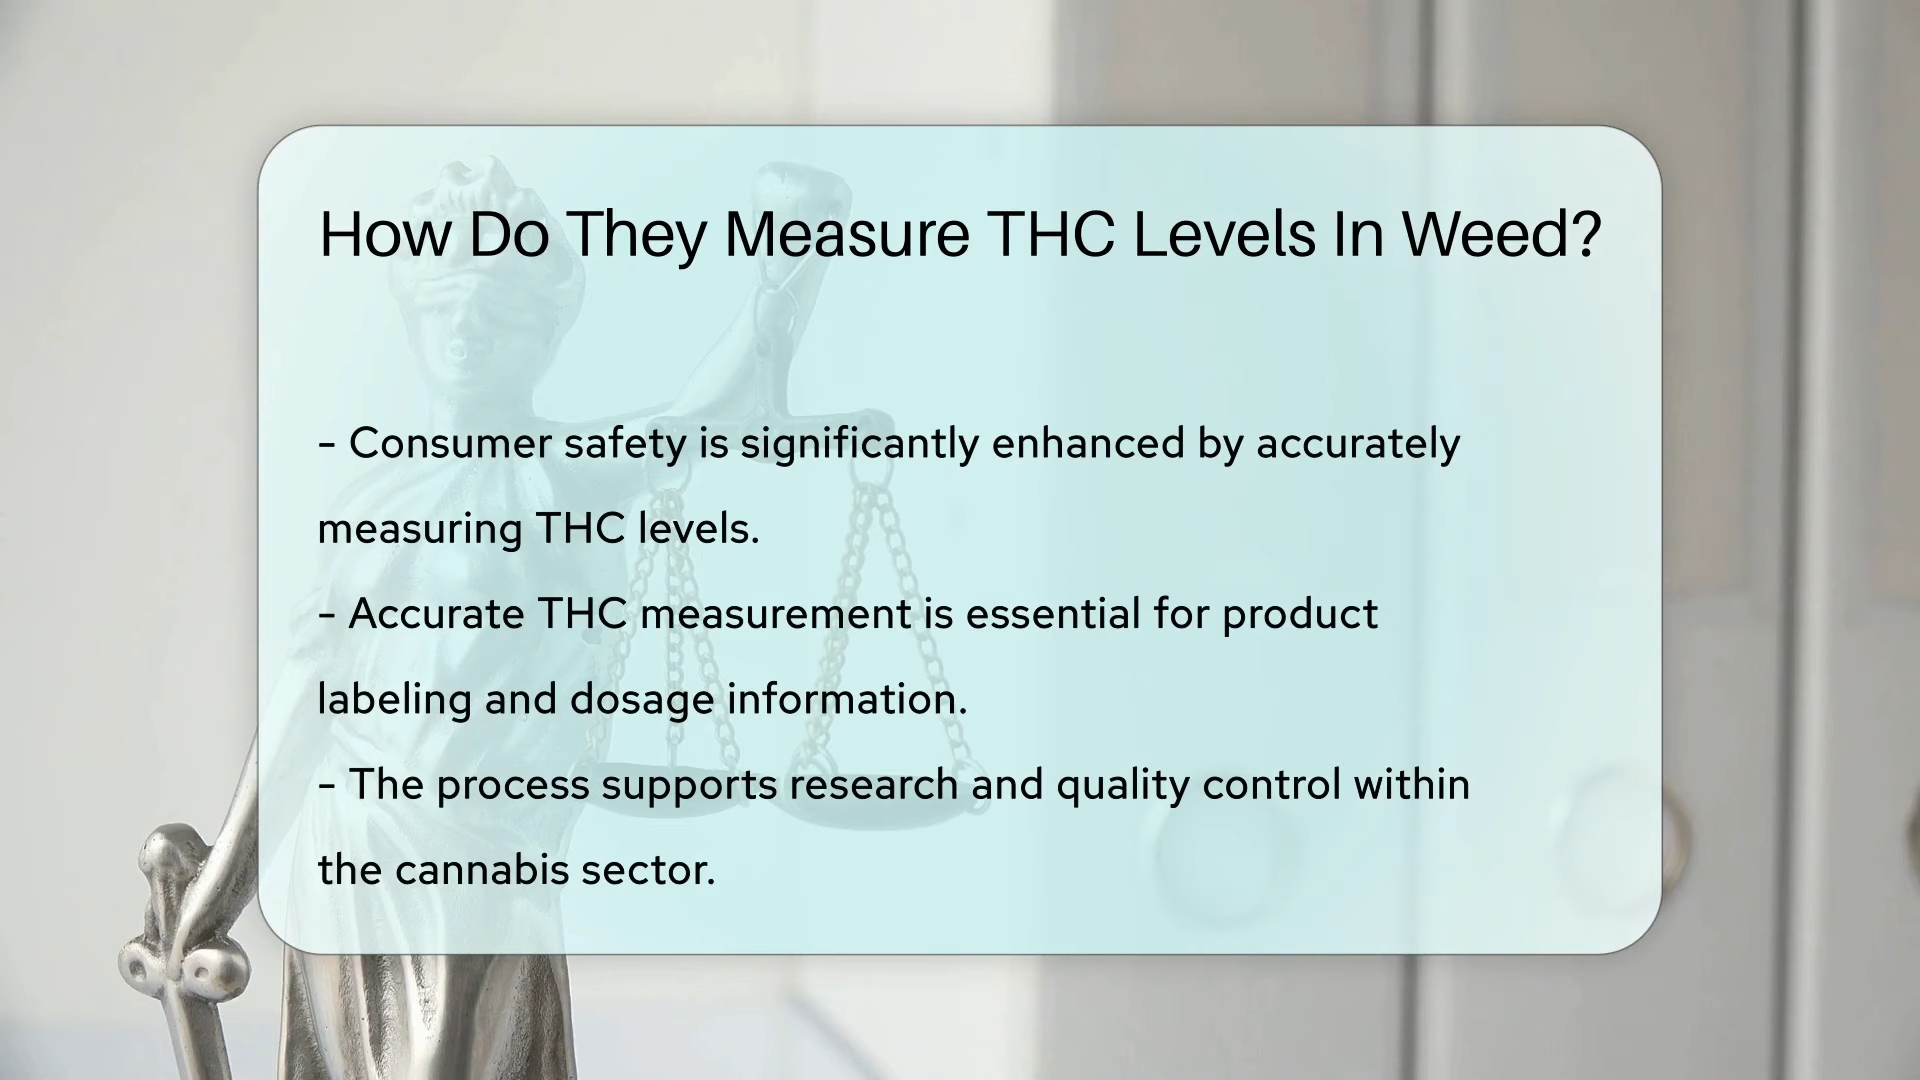 How Do They Measure THC Levels In Weed?
- Consumer safety is significantly enhanced by accurately
measuring THC levels.
- Accurate THC measurement is essential for product
labeling and dosage information.
- The process supports research and quality control within
the cannabis sector.